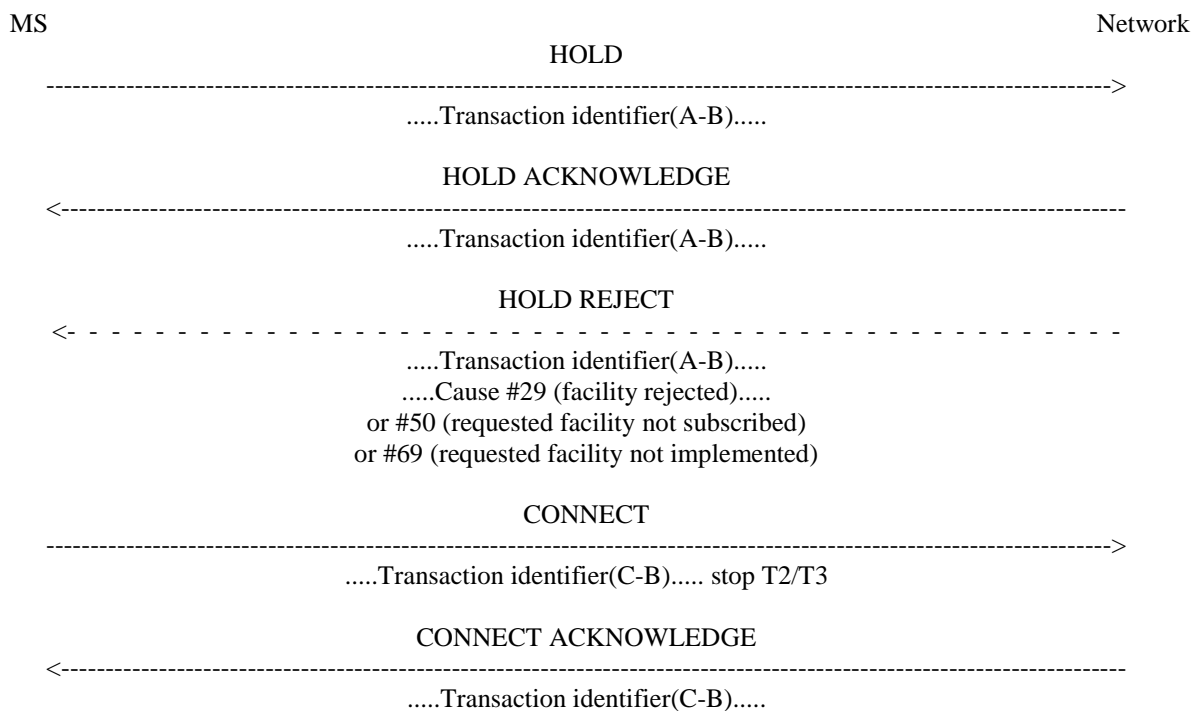 MS Network
HOLD
------------------------------------------------------------------------------------------------------------------------>
.....Transaction identifier(A-B).....
HOLD ACKNOWLEDGE
<------------------------------------------------------------------------------------------------------------------------
.....Transaction identifier(A-B).....
HOLD REJECT
<- - - - - - - - - - - - - - - - - - - - - - - - - - - - - - - - - - - - - - - - - - - - - - - -
.....Transaction identifier(A-B).....
.....Cause #29 (facility rejected).....
or #50 (requested facility not subscribed)
or #69 (requested facility not implemented)
CONNECT
------------------------------------------------------------------------------------------------------------------------>
.....Transaction identifier(C-B)..... stop T2/T3
CONNECT ACKNOWLEDGE
<------------------------------------------------------------------------------------------------------------------------
.....Transaction identifier(C-B).....